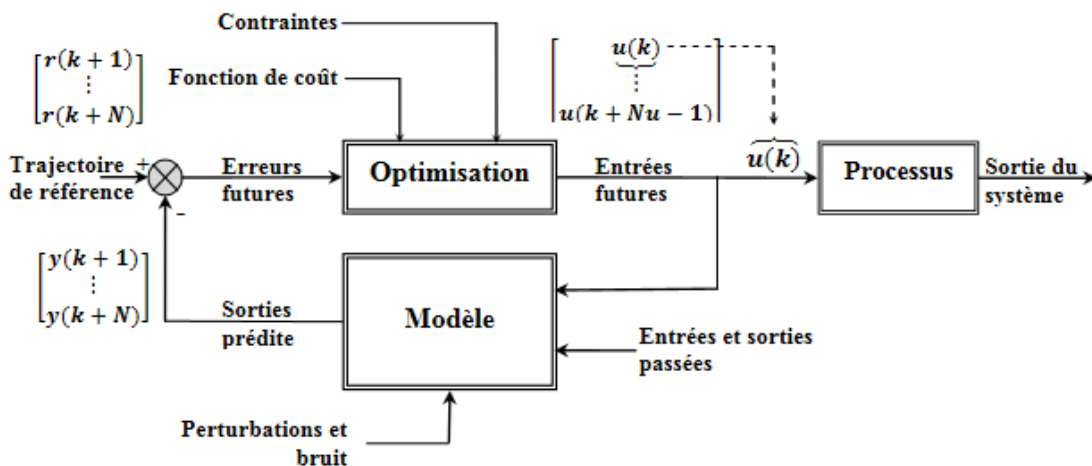 Contraintes
Fonction de coût
r(k + 1)
⋮
r(k + N)
u(k)
⋮
u(k + Nu − 1)
Trajectoire
de référence
+
-
Erreurs
futures
Optimisation
Entrées
futures
u(k)
Processus
Sortie du
système
y(k + 1)
⋮
y(k + N)
Sorties
prédite
Modèle
Entrées et sorties
passées
Perturbations et
bruit